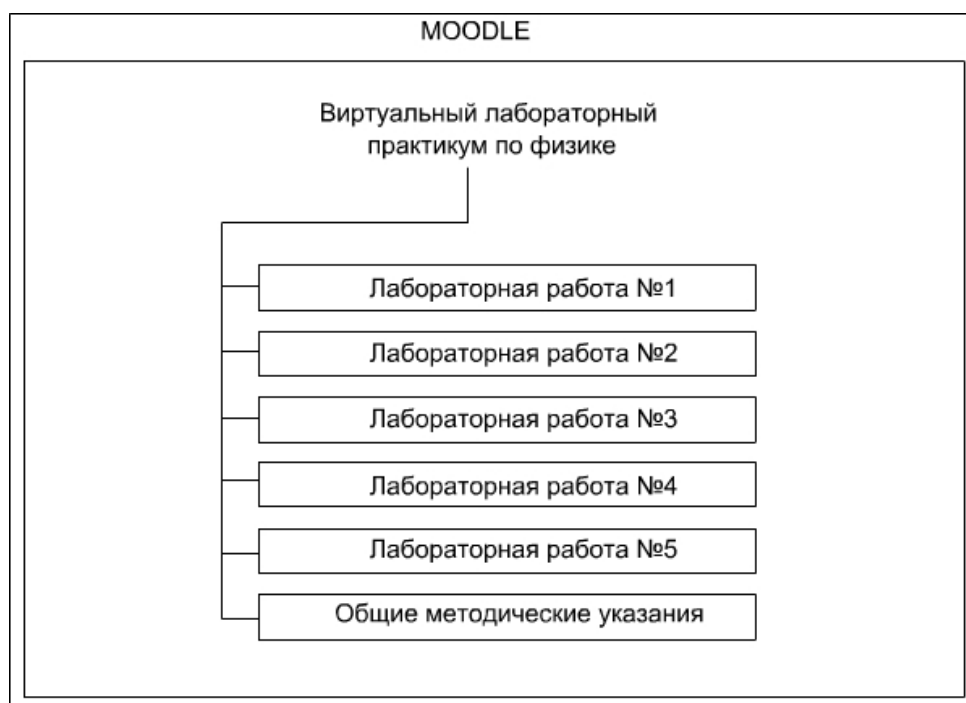 MOODLE
Виртуальный лабораторный
практикум по физике
Лабораторная работа №1
Лабораторная работа №2
Лабораторная работа №3
Лабораторная работа №4
Лабораторная работа №5
Общие методические указания